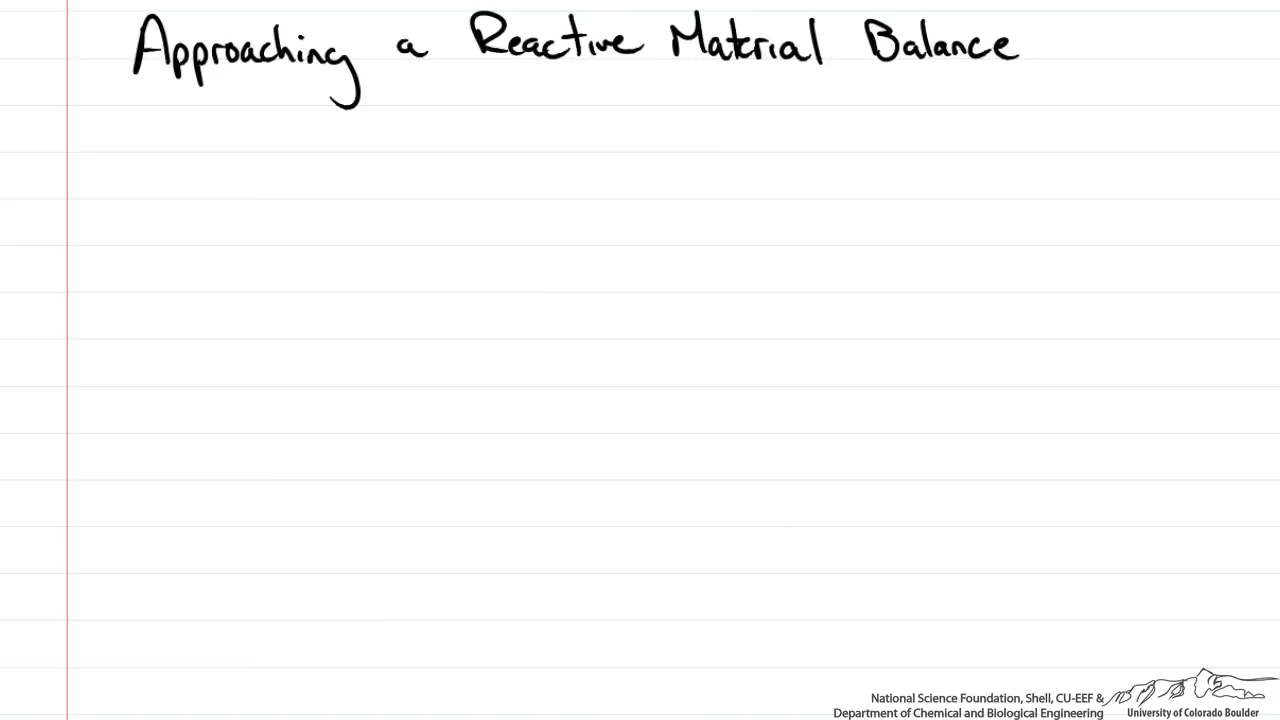 Approaching a Reactive Material Balance
National Science Foundation, Shell, CU-EEF &
Department of Chemical and Biological Engineering
University of Colorado Boulder